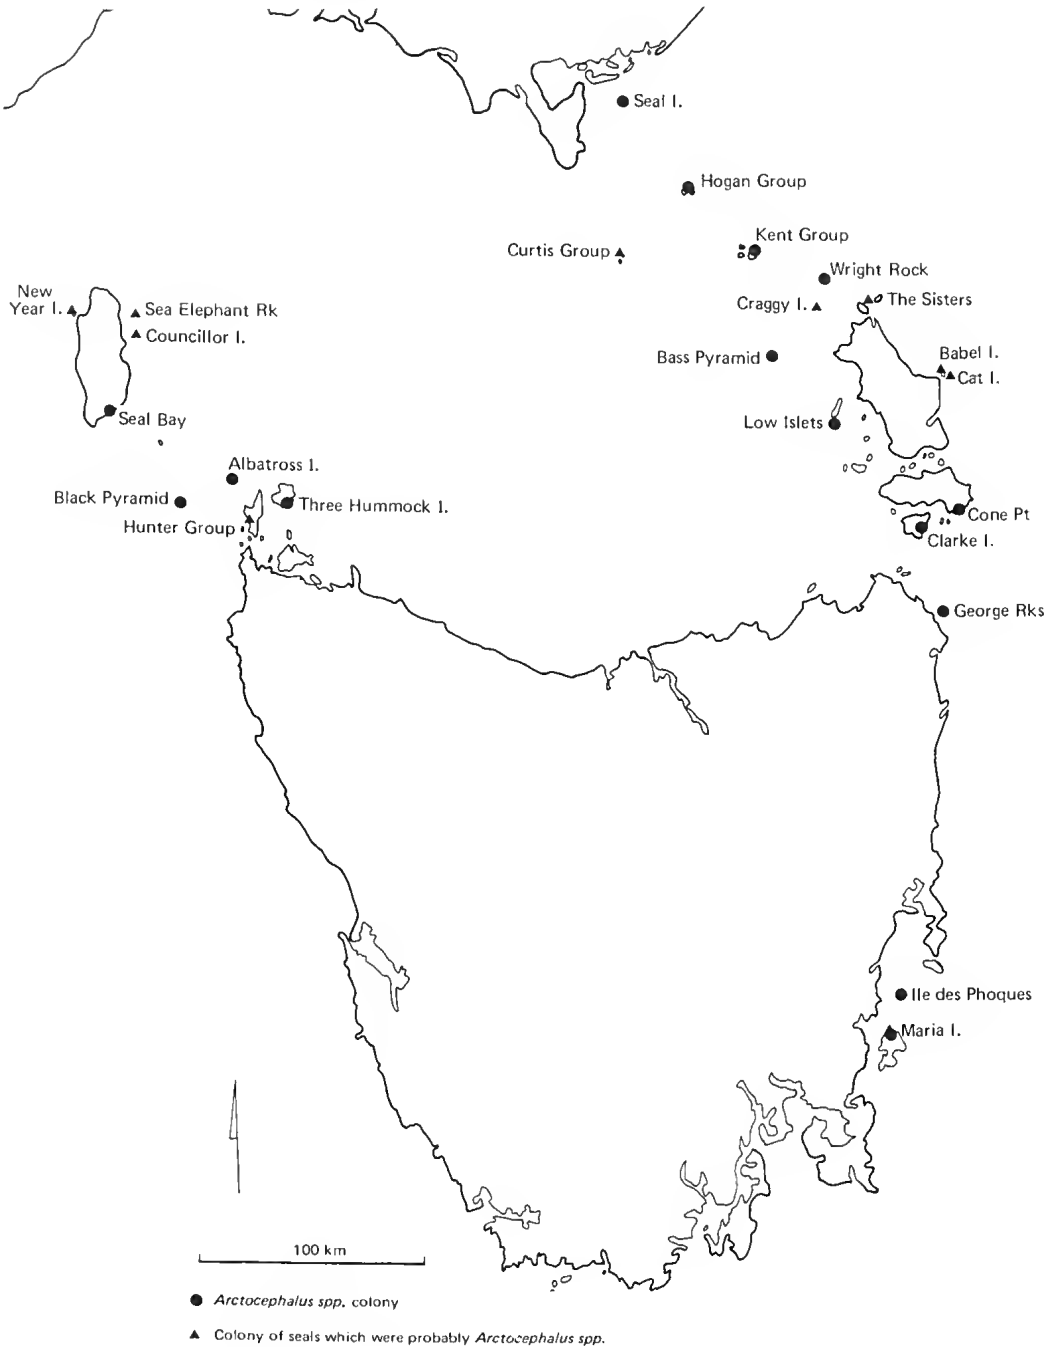 Seal I.
Hogan Group
Kent Group
Curtis Group
Wright Rock
New
Year I.
Sea Elephant Rk
Craggy I.
The Sisters
Councillor I.
Bass Pyramid
Babel I.
Cat I.
Seal Bay
Low Islets
Albatross I.
Black Pyramid
Three Hummock I.
Hunter Group
Cone Pt
Clarke I.
George Rks
Ile des Phoques
Maria I.
100 km
Arctocephalus spp. colony
Colony of seals which were probably Arctocephalus spp.